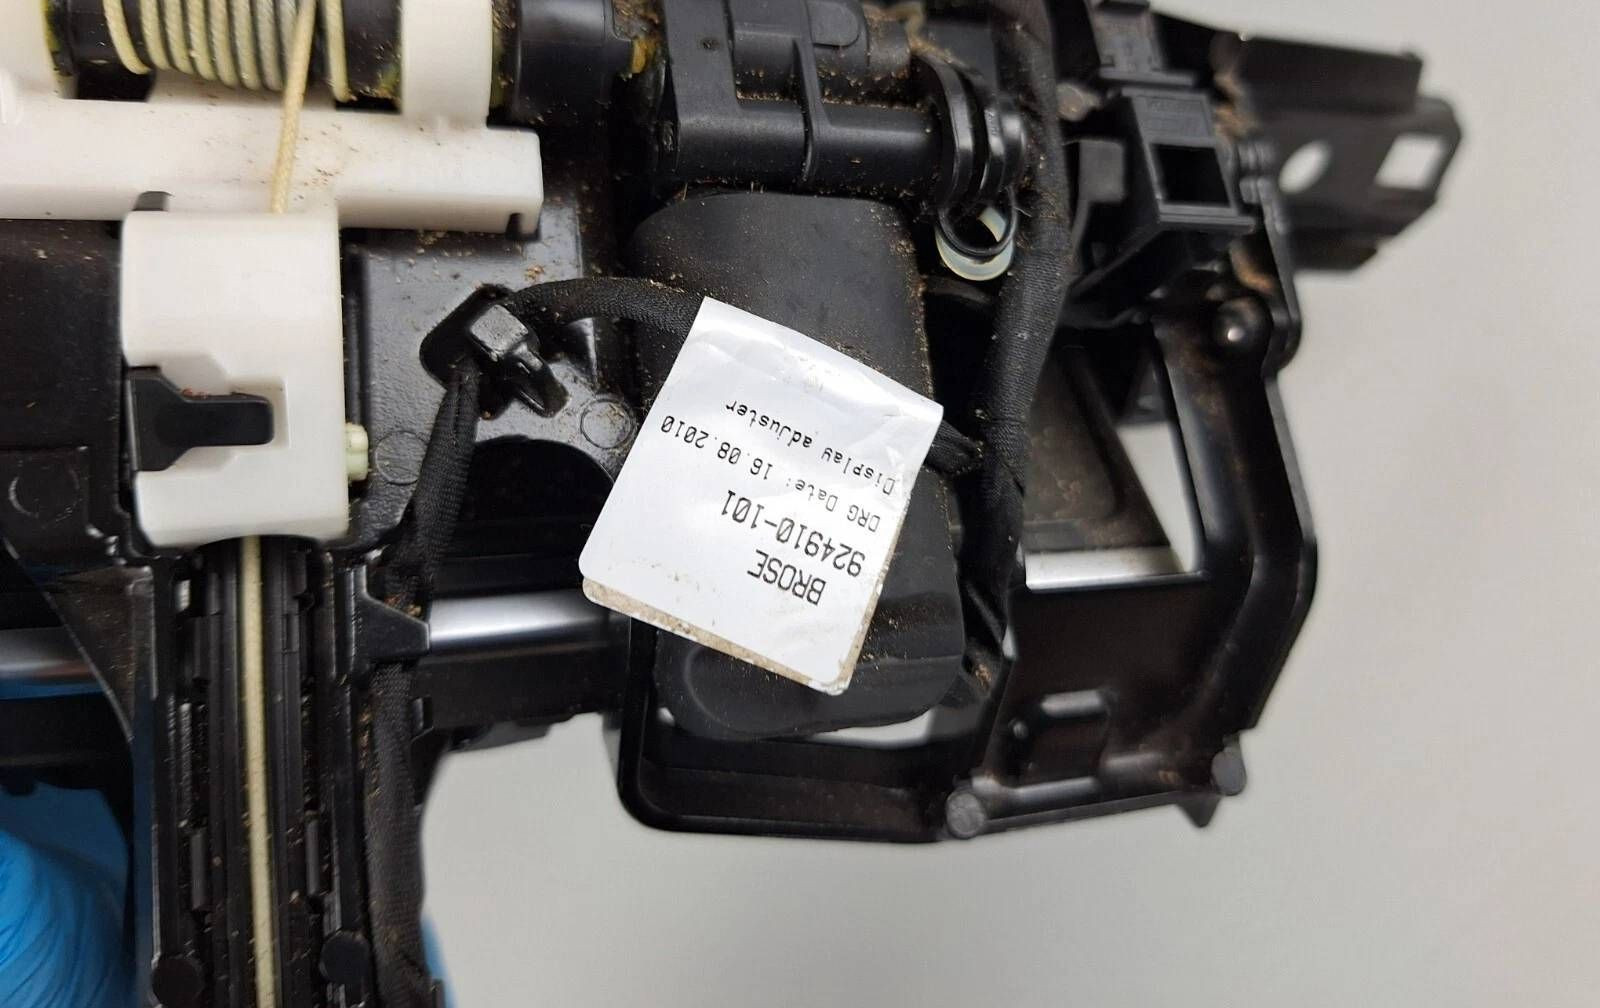 BROSE
924910-101
DRG Date: 16.08.2010
Display adjuster